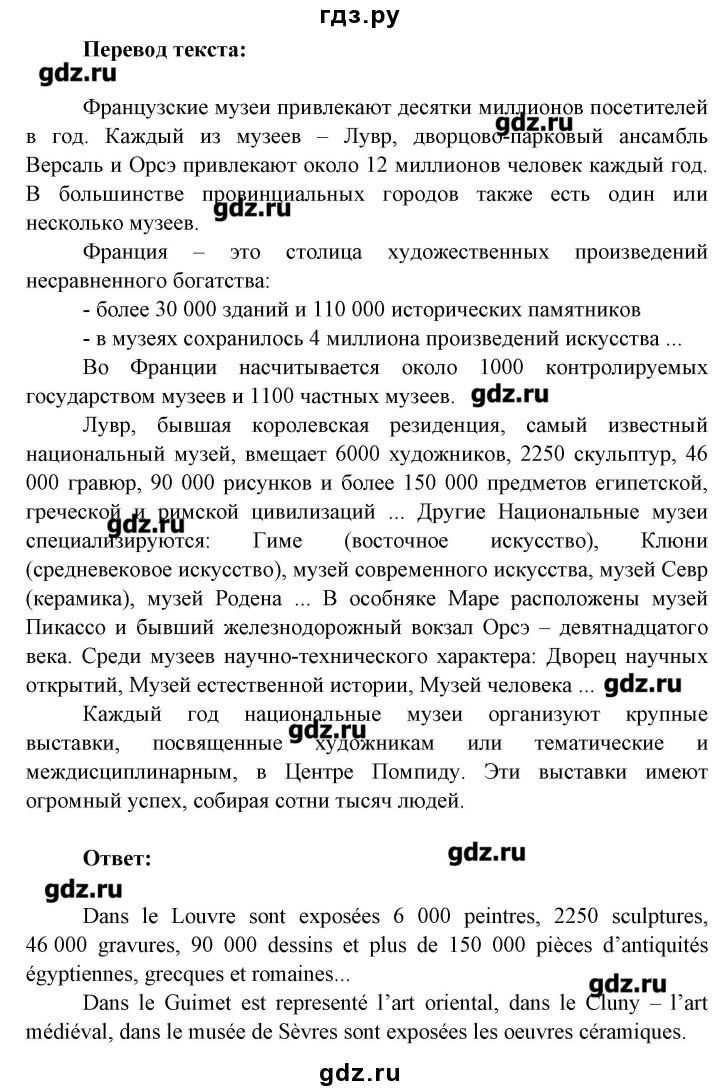 гдз.ру
Перевод текста:
gdz.ru
Французские музеи привлекают десятки миллионов посетителей
gdz.ru
в год. Каждый из музеев – Лувр, дворцово-парковый ансамбль
Версаль и Орсэ привлекают около 12 миллионов человек каждый год.
В большинстве провинциальных городов также есть один или
gdz.ru
несколько музеев.
Франция – это столица художественных произведений
несравненного богатства:
- более 30 000 зданий и 110 000 исторических памятников
- в музеях сохранилось 4 миллиона произведений искусства ...
Во Франции насчитывается около 1000 контролируемых
государством музеев и 1100 частных музеев. gdz.ru
Лувр, бывшая королевская резиденция, самый известный
национальный музей, вмещает 6000 художников, 2250 скульптур, 46
000 гравюр, 90 000 рисунков и более 150 000 предметов египетской,
греческой и римской цивилизаций ... Другие Национальные музеи
gdz.ru
специализируются: Гиме (восточное искусство), Клюни
(средневековое искусство), музей современного искусства, музей Севр
(керамика), музей Родена ... В особняке Маре расположены музей
Пикассо и бывший железнодорожный вокзал Орсэ – девятнадцатого
века. Среди музеев научно-технического характера: Дворец научных
открытий, Музей естественной истории, Музей человека ... gdz.ru
Каждый год национальные музеи организуют крупные
gdz.ru
выставки, посвященные художникам или тематические и
междисциплинарным, в Центре Помпиду. Эти выставки имеют
огромный успех, собирая сотни тысяч людей.
Ответ:
gdz.ru
gdz.ru
Dans le Louvre sont exposées 6 000 peintres, 2250 sculptures,
46 000 gravures, 90 000 dessins et plus de 150 000 pièces d’antiquités
égyptiennes, grecques et romaines...
gdz.ru
Dans le Guimet est representé l’art oriental, dans le Cluny – l’art
médiéval, dans le musée de Sèvres sont exposées les oeuvres céramiques.
gdz.ru